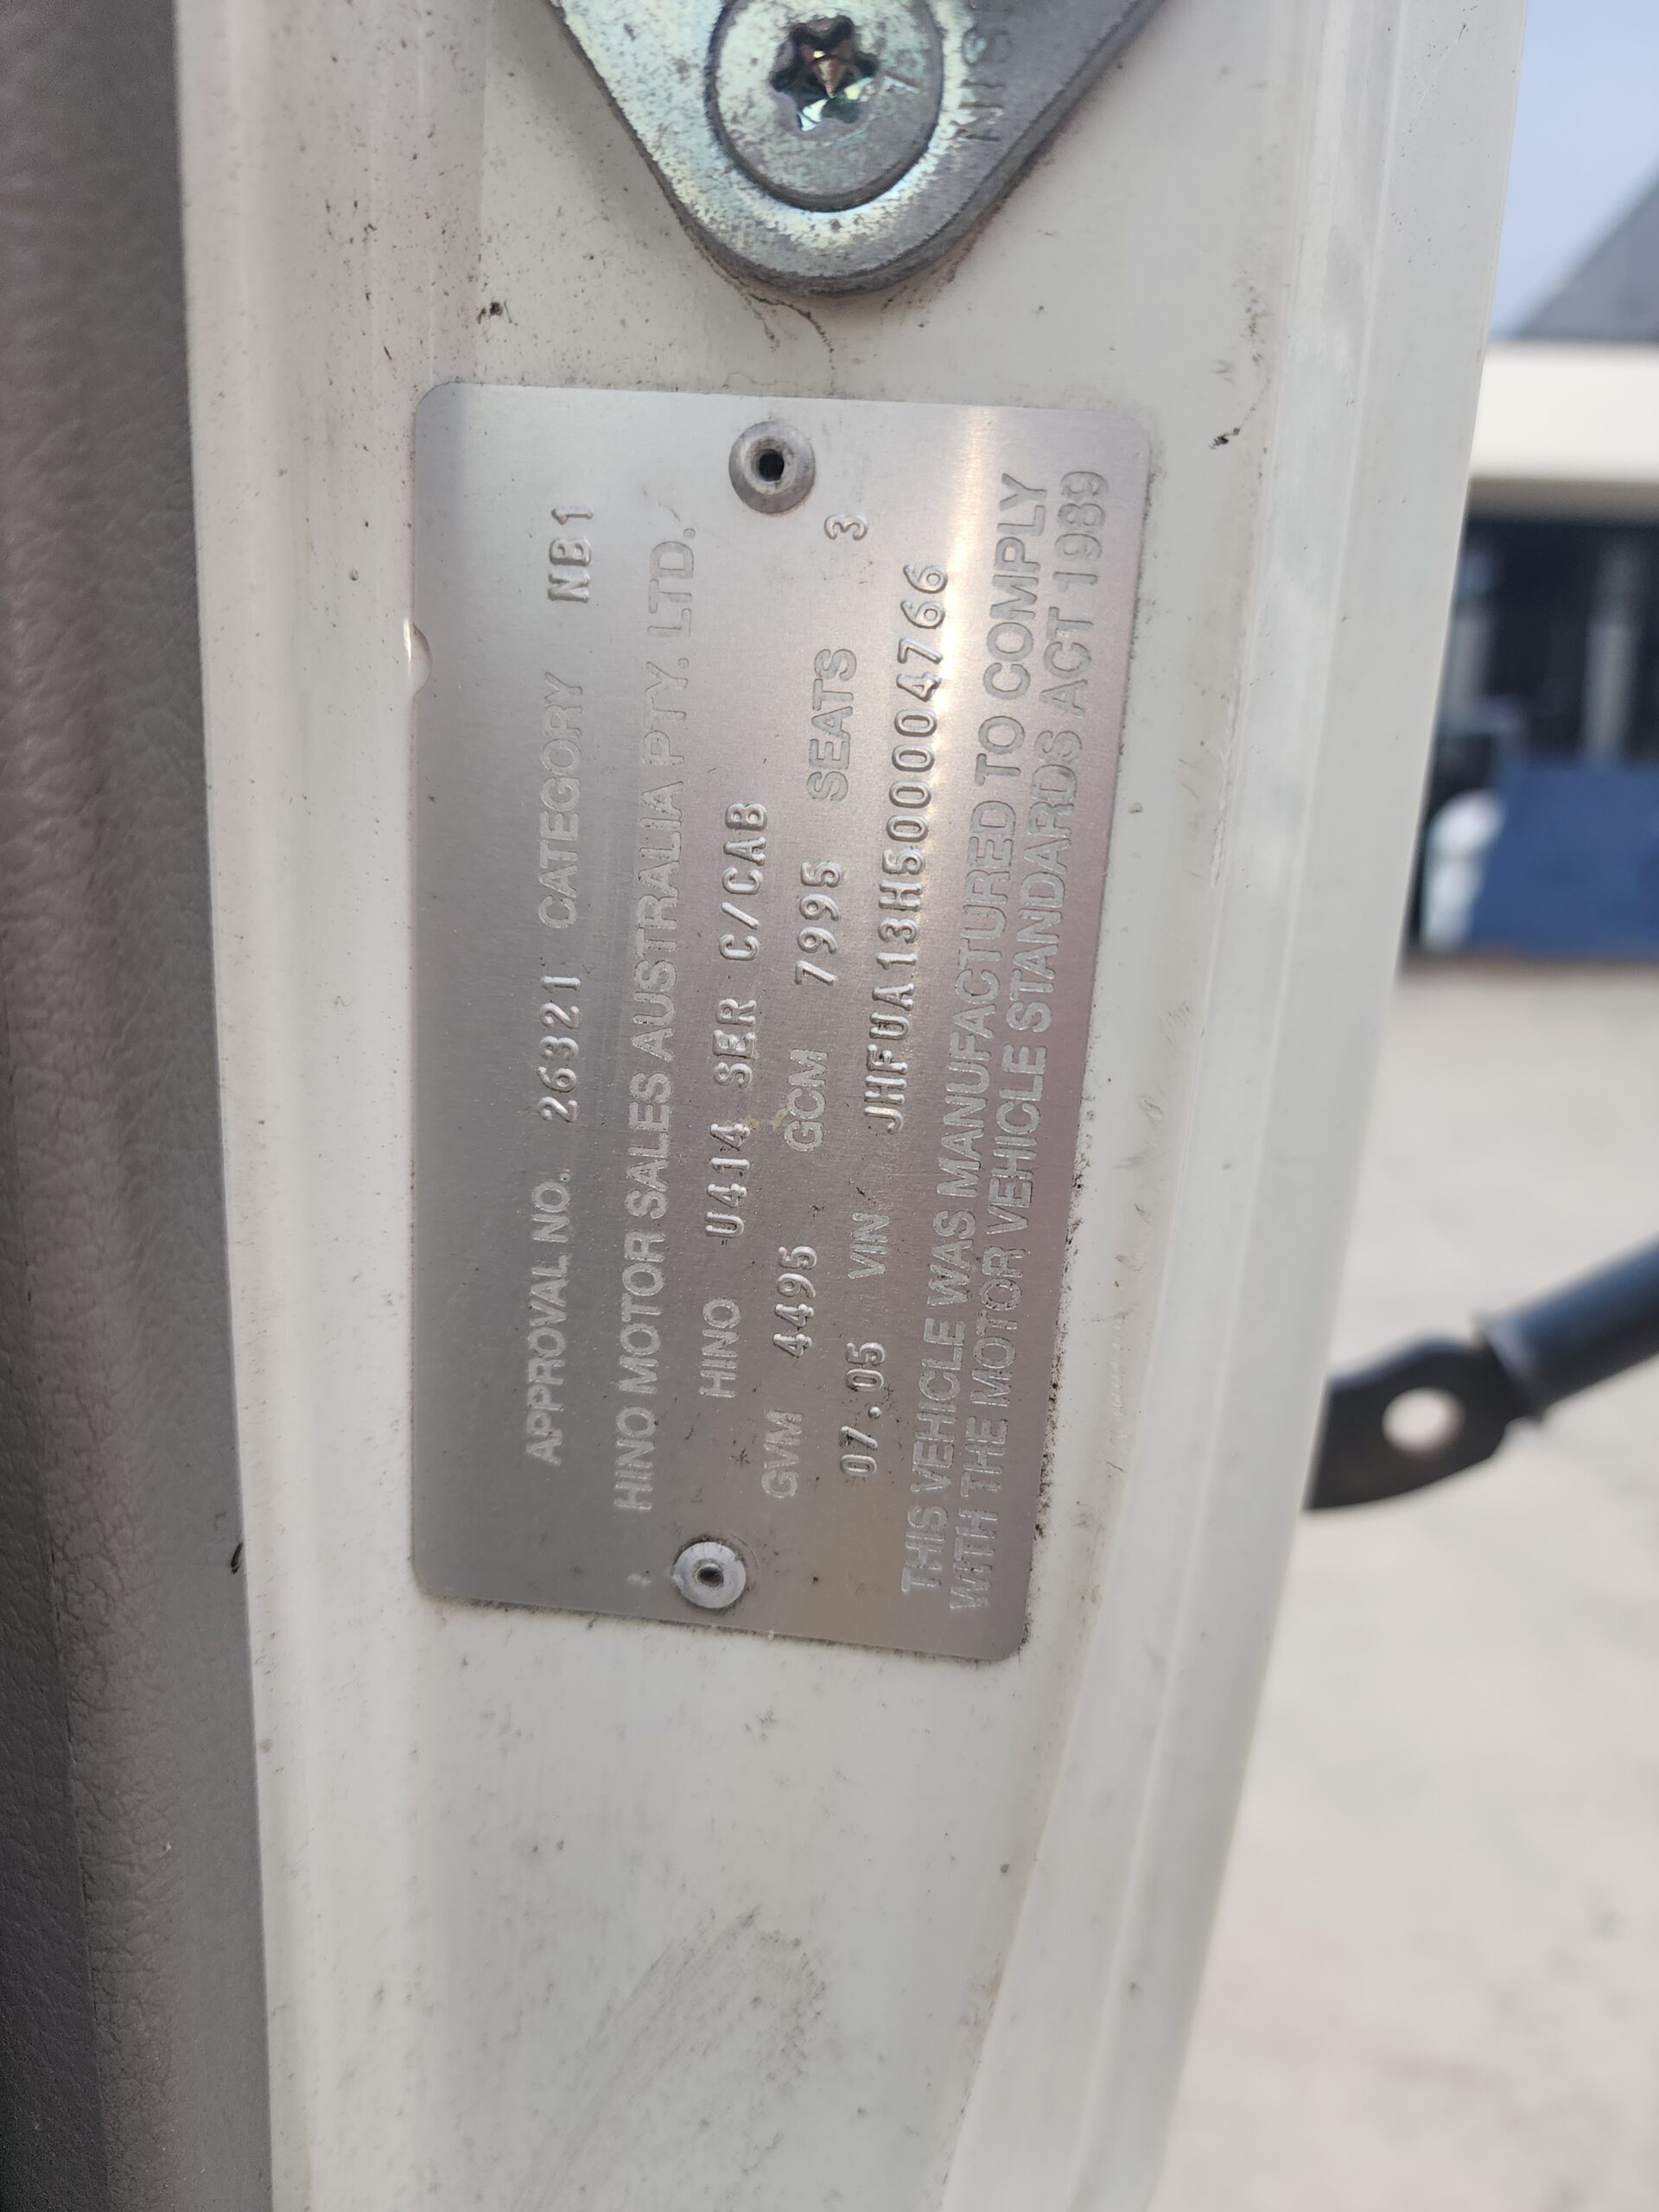 NIS
APPROVAL NO. 26321 CATEGORY NB1
HINO MOTOR SALES AUSTRALIA PTY. LTD.
HINO U414 SER C/CAB
GVM 4495 GCM 7995 SEATS 3
07.05 VIN JHFUA13H500004766
THIS VEHICLE WAS MANUFACTURED TO COMPLY
WITH THE MOTOR VEHICLE STANDARDS ACT 1989